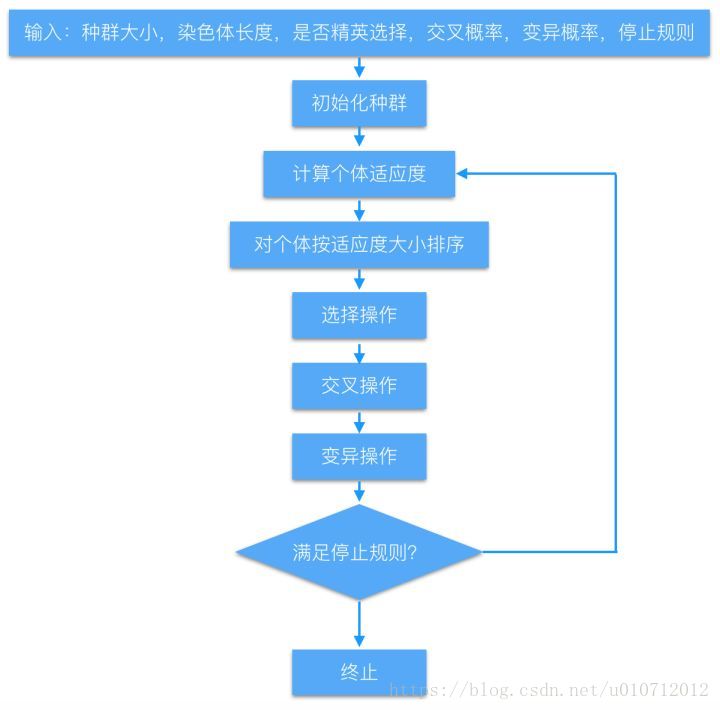 输入：种群大小，染色体长度，是否精英选择，交叉概率，变异概率，停止规则
初始化种群
计算个体适应度
对个体按适应度大小排序
选择操作
交叉操作
变异操作
满足停止规则？
终止
https://blog.csdn.net/u010712012